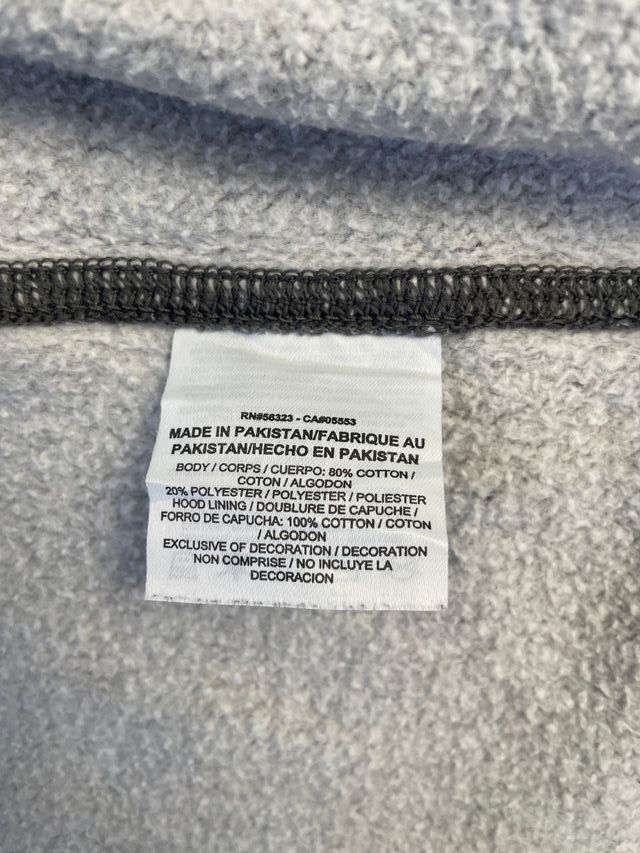 RN#56323 - CA#05553
MADE IN PAKISTAN/FABRIQUE AU
PAKISTAN/HECHO EN PAKISTAN
BODY / CORPS / CUERPO: 80% COTTON /
COTON / ALGODON
20% POLYESTER / POLYESTER / POLIESTER
HOOD LINING / DOUBLURE DE CAPUCHE /
FORRO DE CAPUCHA: 100% COTTON / COTON
/ ALGODON
EXCLUSIVE OF DECORATION / DECORATION
NON COMPRISE / NO INCLUYE LA
DECORACION